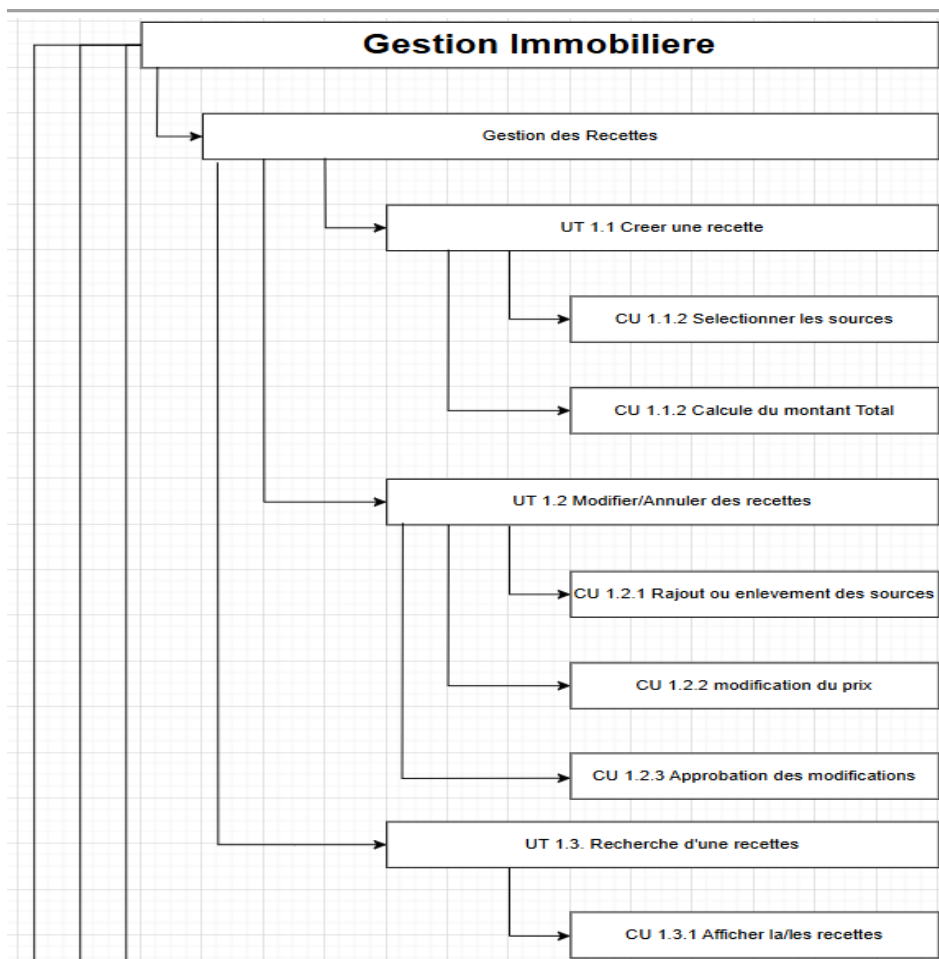 Gestion Immobiliere
Gestion des Recettes
UT 1.1 Creer une recette
CU 1.1.2 Selectionner les sources
CU 1.1.2 Calcule du montant Total
UT 1.2 Modifier/Annuler des recettes
CU 1.2.1 Rajout ou enlevement des sources
CU 1.2.2 modification du prix
CU 1.2.3 Approbation des modifications
UT 1.3. Recherche d'une recettes
CU 1.3.1 Afficher la/les recettes